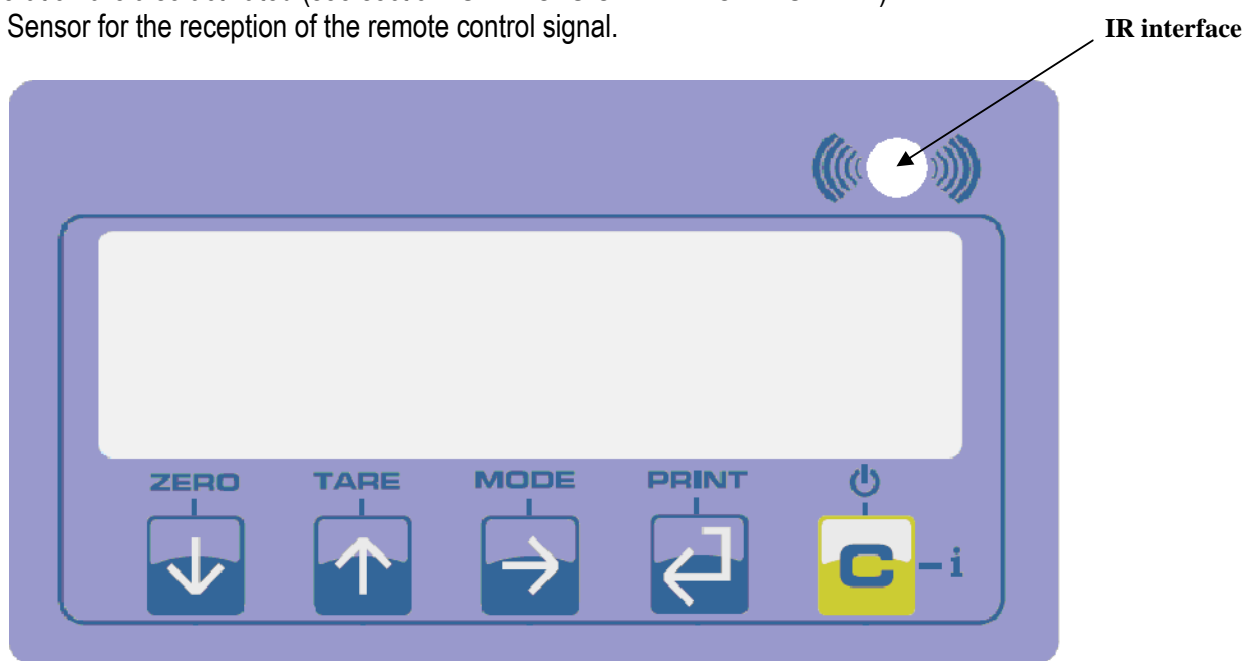 Sensor for the reception of the remote control signal.
IR interface
ZERO TARE MODE PRINT
C i